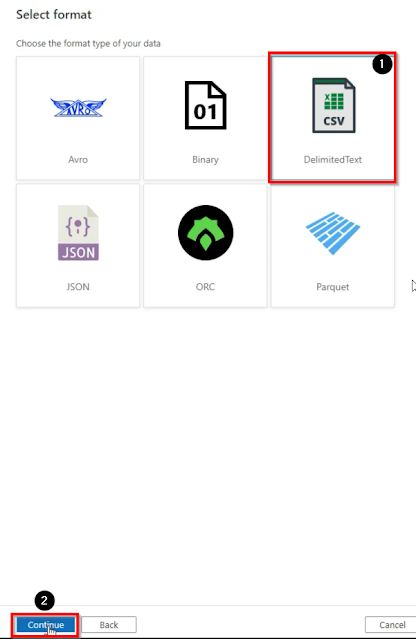 Select format
Choose the format type of your data
1
AVRO
01
CSV
Avro
Binary
DelimitedText
{ }
JSON
JSON
ORC
Parquet
2
Continue
Back
Cancel